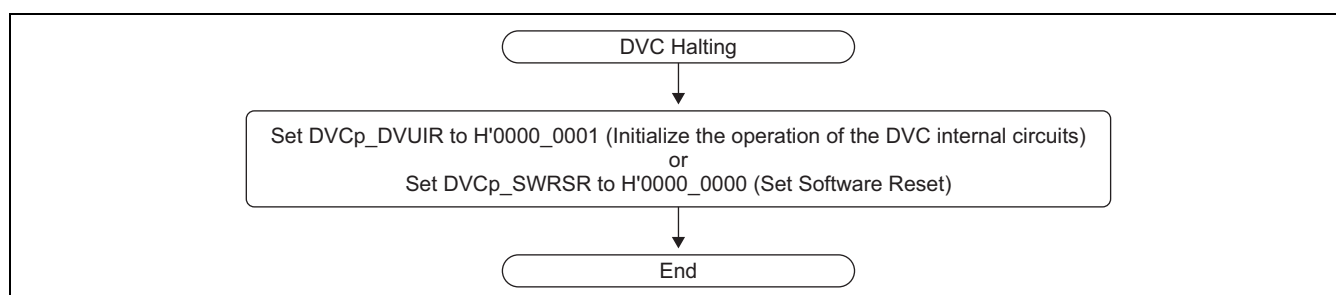 DVC Halting
Set DVCp_DVUIR to H'0000_0001 (Initialize the operation of the DVC internal circuits)
or
Set DVCp_SWRSR to H'0000_0000 (Set Software Reset)
End